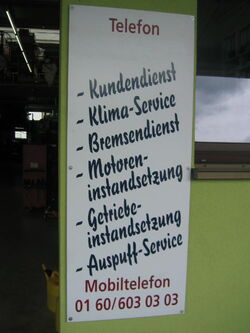 Telefon
- Kundendienst
- Klima-Service
- Bremsendienst
- Motoren-
instandsetzung
- Getriebe-
instandsetzung
- Auspuff-Service
Mobiltelefon
01 60/603 03 03